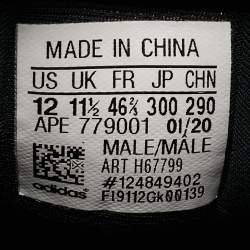 MADE IN CHINA
US UK FR JP CHN
12 11½ 46⅔ 300 290
APE 779001 01/20
MALE/MALE
ART H67799
#124849402
adidas F19112Gk00139